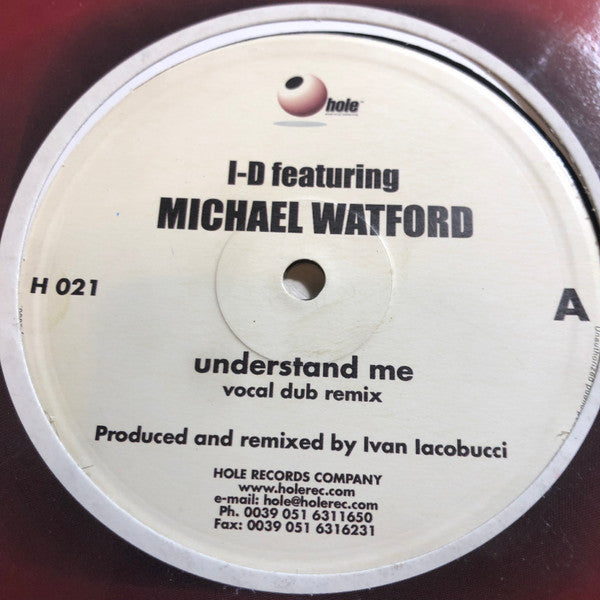 hole
I-D featuring
MICHAEL WATFORD
H 021
A
understand me
vocal dub remix
Produced and remixed by Ivan Iacobucci
HOLE RECORDS COMPANY
www.holerec.com
e-mail: hole@holerec.com
Ph. 0039 051 6311650
Fax: 0039 051 6316231
Unauthorized